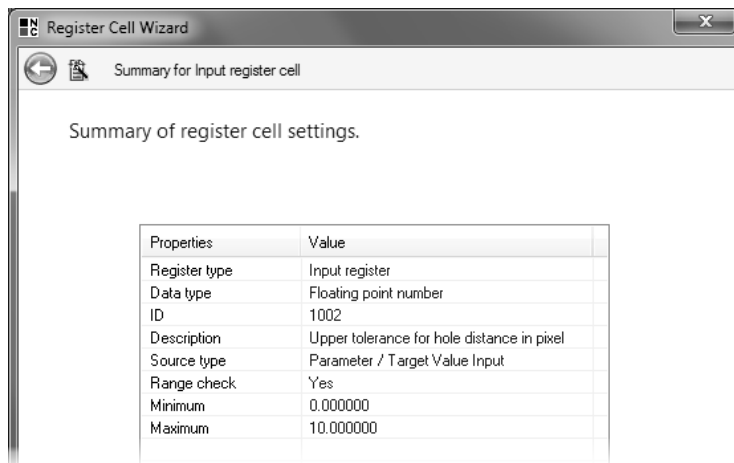 Register Cell Wizard
Summary for Input register cell
Summary of register cell settings.
Properties Value
Register type Input register
Data type Floating point number
ID 1002
Description Upper tolerance for hole distance in pixel
Source type Parameter / Target Value Input
Range check Yes
Minimum 0.000000
Maximum 10.000000